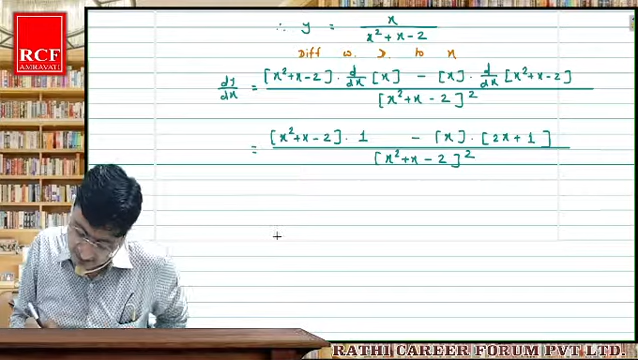 RCF
AMRAVATI
∴ y = x / x²+x-2
Diff w. r. to x
dy/dx = [x²+x-2] · d/dx [x] - [x] · d/dx [x²+x-2] / [x²+x-2]²
= [x²+x-2] · 1 - [x] · [2x+1] / [x²+x-2]²
RATHI CAREER FORUM PVT LTD.